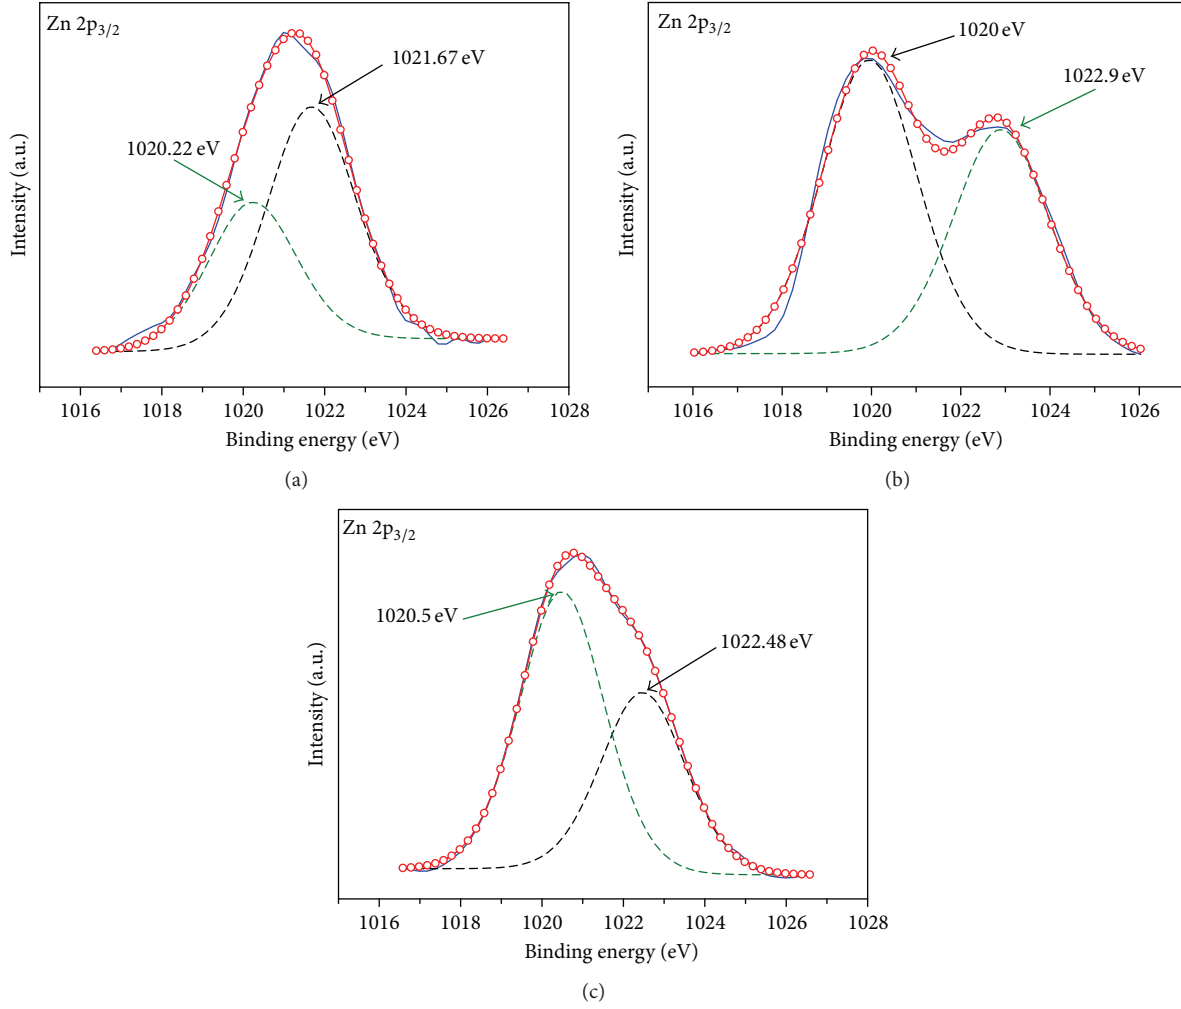 Zn 2p3/2
1021.67 eV
1020.22 eV
Intensity (a.u.)
1016 1018 1020 1022 1024 1026 1028
Binding energy (eV)
(a)
Zn 2p3/2
1020 eV
1022.9 eV
Intensity (a.u.)
1016 1018 1020 1022 1024 1026
Binding energy (eV)
(b)
Zn 2p3/2
1020.5 eV
1022.48 eV
Intensity (a.u.)
1016 1018 1020 1022 1024 1026 1028
Binding energy (eV)
(c)